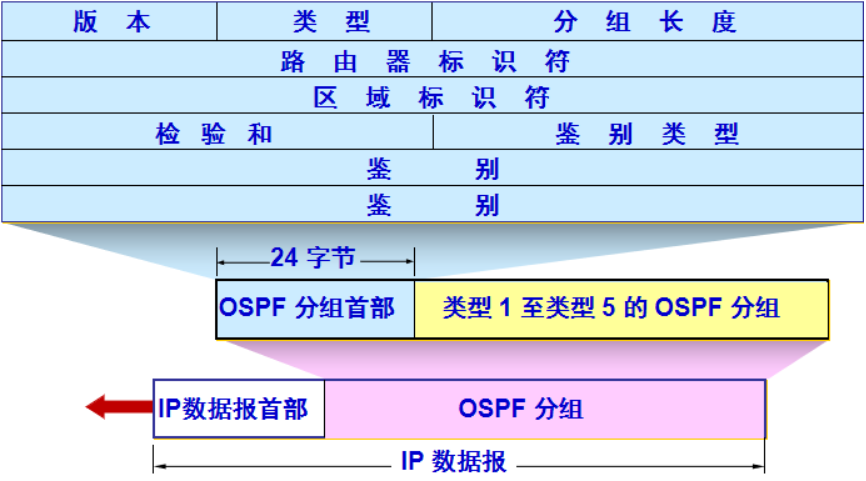 版 本 类 型 分 组 长 度
路 由 器 标 识 符
区 域 标 识 符
检 验 和 鉴 别 类 型
鉴 别
鉴 别
24 字节
OSPF 分组首部 类型 1 至类型 5 的 OSPF 分组
IP数据报首部 OSPF 分组
IP 数据报